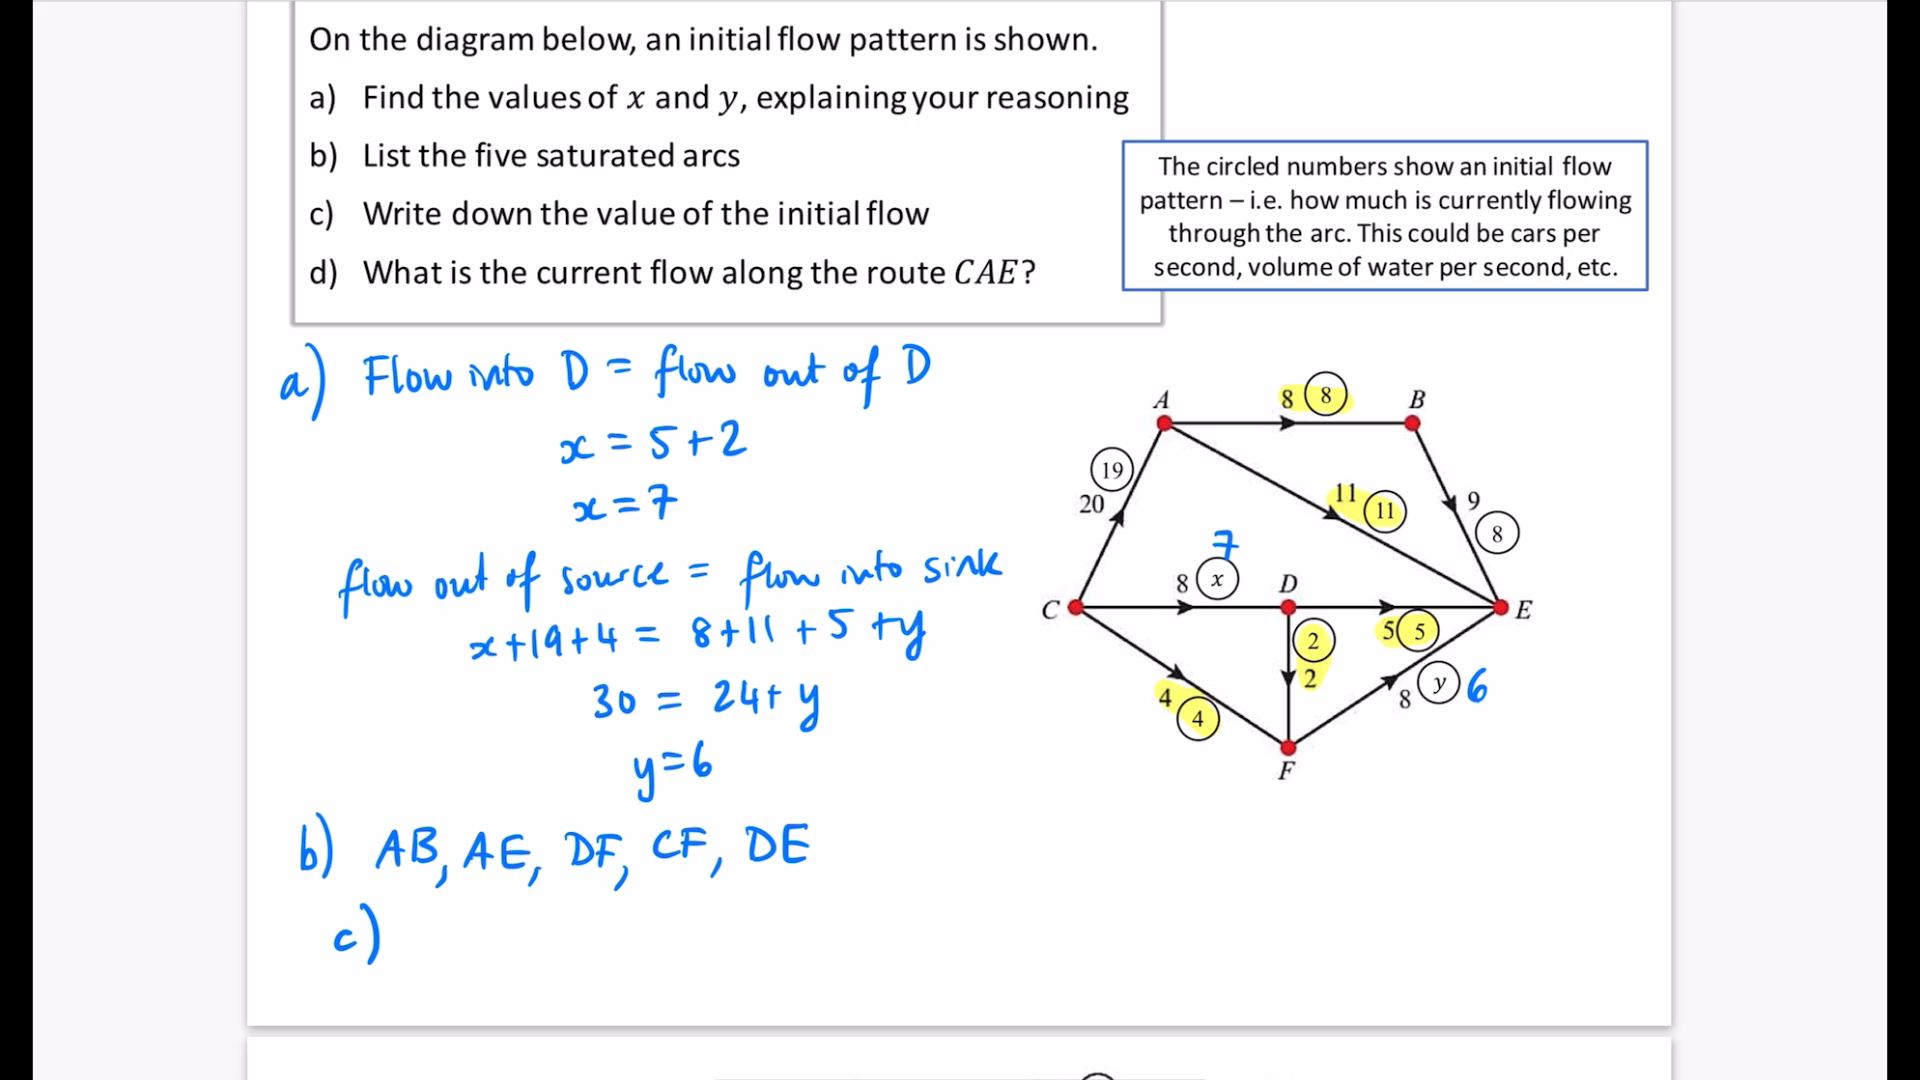 On the diagram below, an initial flow pattern is shown.
a) Find the values of x and y, explaining your reasoning
b) List the five saturated arcs
c) Write down the value of the initial flow
d) What is the current flow along the route CAE?
The circled numbers show an initial flow
pattern – i.e. how much is currently flowing
through the arc. This could be cars per
second, volume of water per second, etc.
a) Flow into D = flow out of D
x = 5+2
x = 7
flow out of source = flow into sink
x+19+4 = 8+11+5+y
30 = 24+y
y=6
b) AB, AE, DF, CF, DE
c)
A 8 8 B
19
20
11 11
9
8
7
C 8 x D E
2
2
5 5
4 4
8 y 6
F